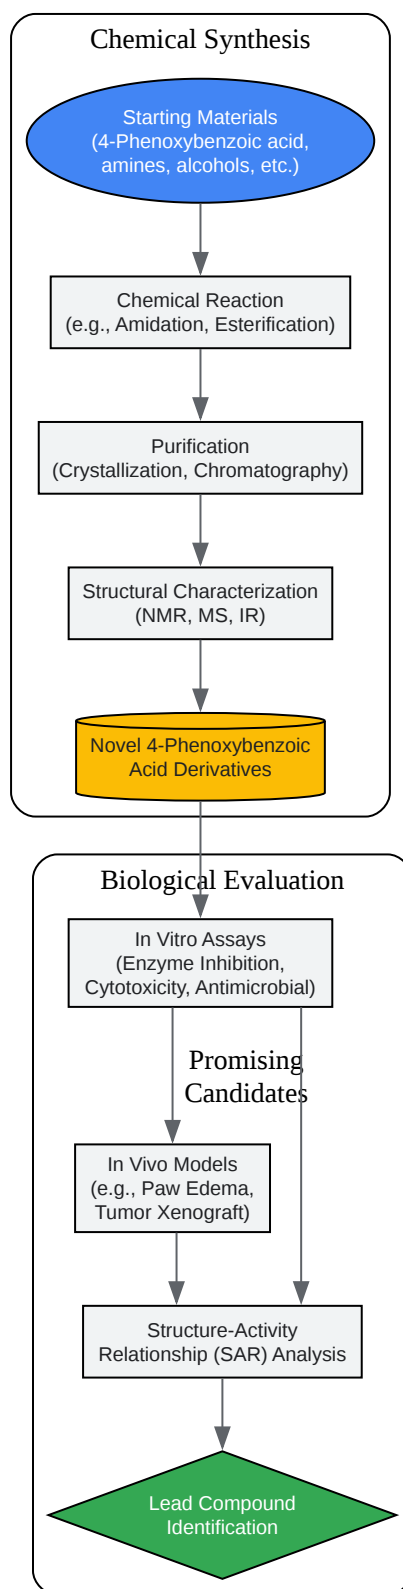 Chemical Synthesis
Starting Materials
(4-Phenoxybenzoic acid,
amines, alcohols, etc.)
Chemical Reaction
(e.g., Amidation, Esterification)
Purification
(Crystallization, Chromatography)
Structural Characterization
(NMR, MS, IR)
Novel 4-Phenoxybenzoic
Acid Derivatives
Biological Evaluation
In Vitro Assays
(Enzyme Inhibition,
Cytotoxicity, Antimicrobial)
Promising
Candidates
In Vivo Models
(e.g., Paw Edema,
Tumor Xenograft)
Structure-Activity
Relationship (SAR) Analysis
Lead Compound
Identification